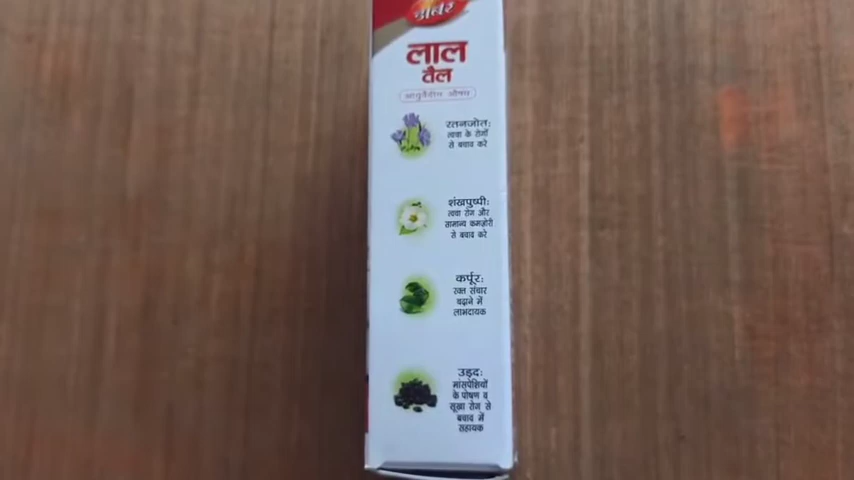 डाबर
लाल
तैल
आयुर्वेदिक औषधि
रतनजोत:
त्वचा के रोगों
से बचाव करे
शंखपुष्पी:
त्वचा रोग और
सामान्य कमज़ोरी
से बचाव करे
कर्पूर:
रक्त संचार
बढ़ाने में
लाभदायक
उड़द:
मांसपेशियों
के पोषण व
सूखा रोग से
बचाव में
सहायक